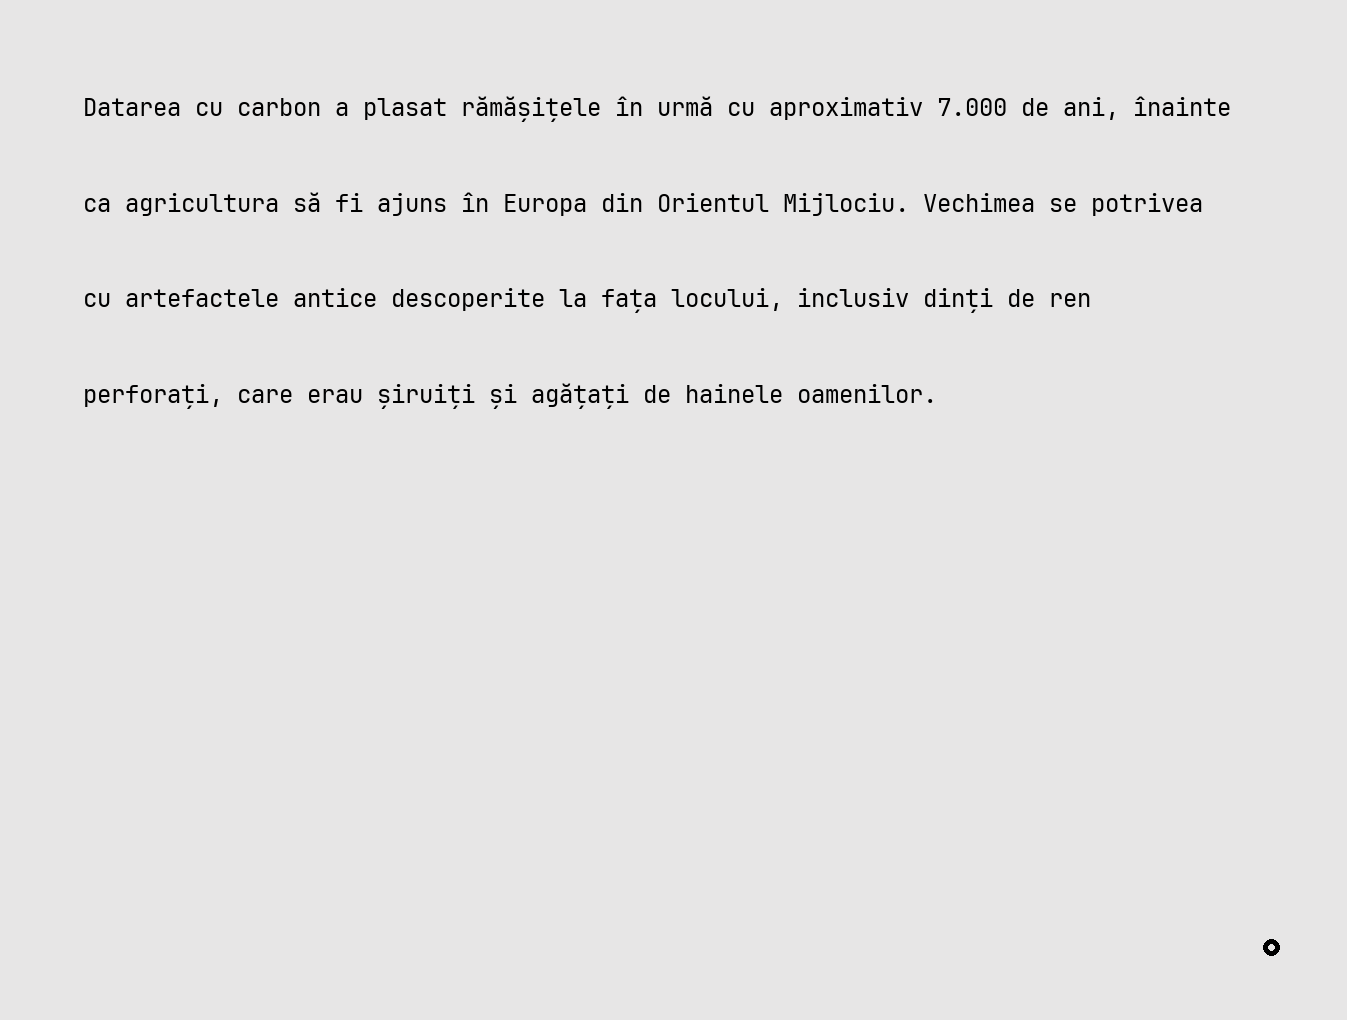 Datarea cu carbon a plasat rămășițele în urmă cu aproximativ 7.000 de ani, înainte
ca agricultura să fi ajuns în Europa din Orientul Mijlociu. Vechimea se potrivea
cu artefactele antice descoperite la fața locului, inclusiv dinți de ren
perforați, care erau șiruiți și agățați de hainele oamenilor.